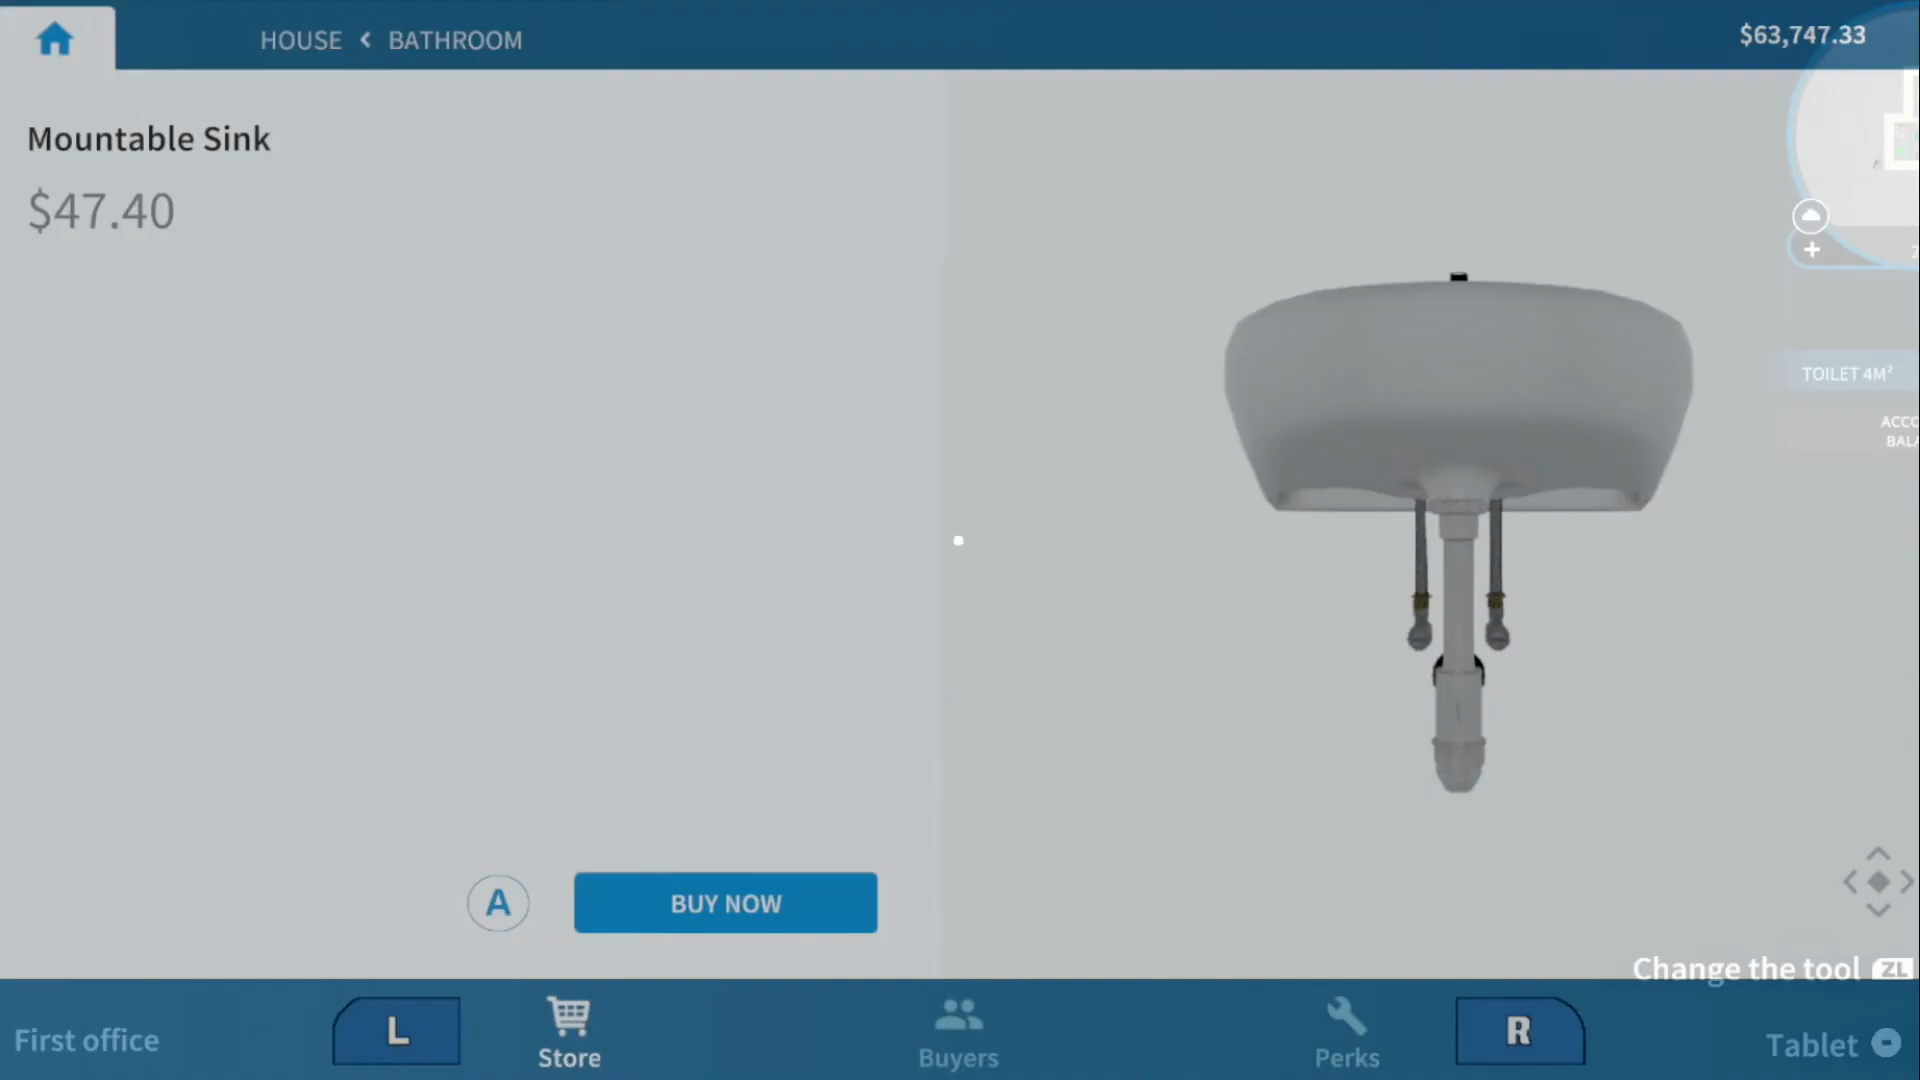 HOUSE < BATHROOM
$63,747.33
Mountable Sink
$47.40
TOILET 4M²
A BUY NOW
Change the tool ZL
First office
L
Store
Buyers
Perks
R
Tablet